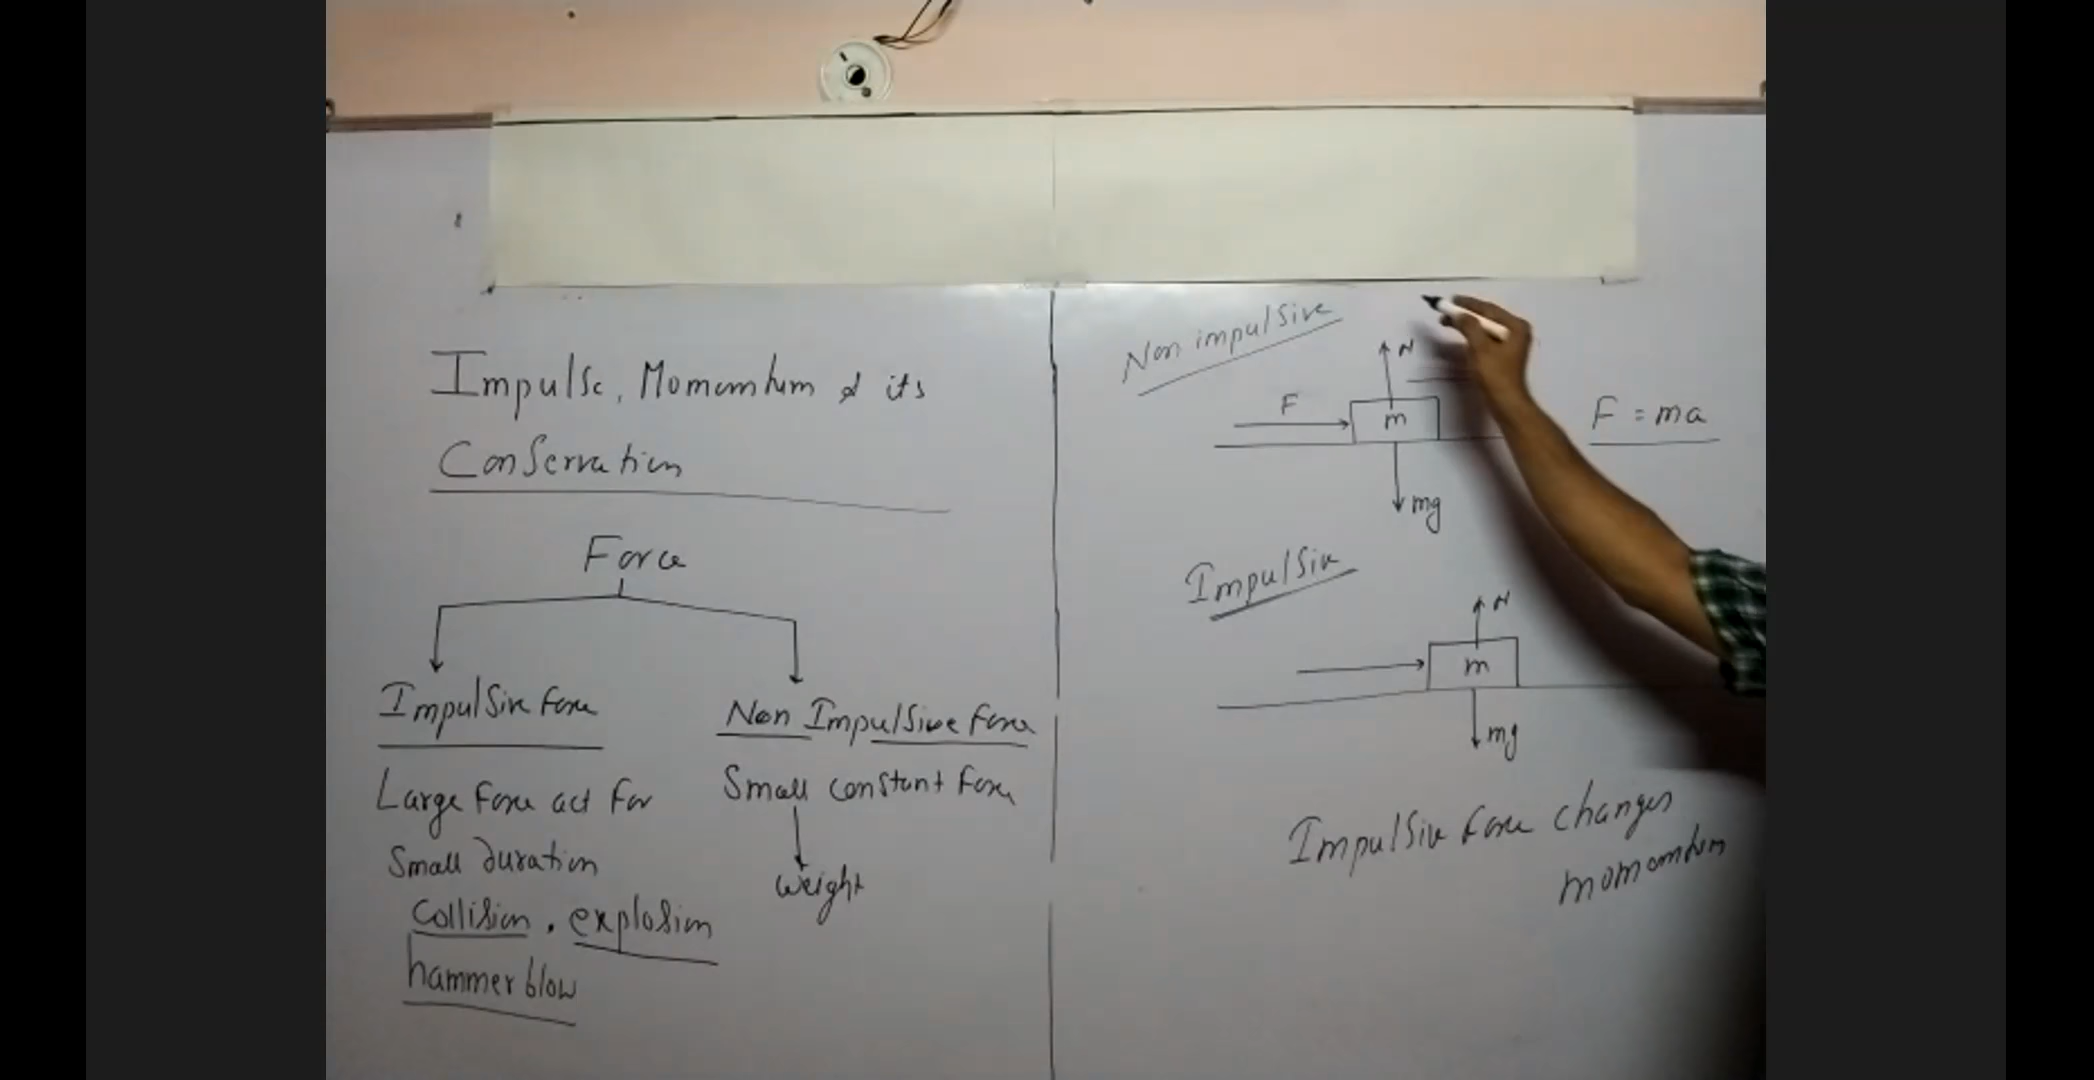 Impulse, Momentum & its
Conservation
Force
Impulsive Force
Large Force act for
Small duration
Collision, explosion
hammer blow
Non Impulsive force
Small constant Force
Weight
Non impulsive
N
F
m
F = ma
mg
Impulsive
N
m
mg
Impulsive force changes
momentum